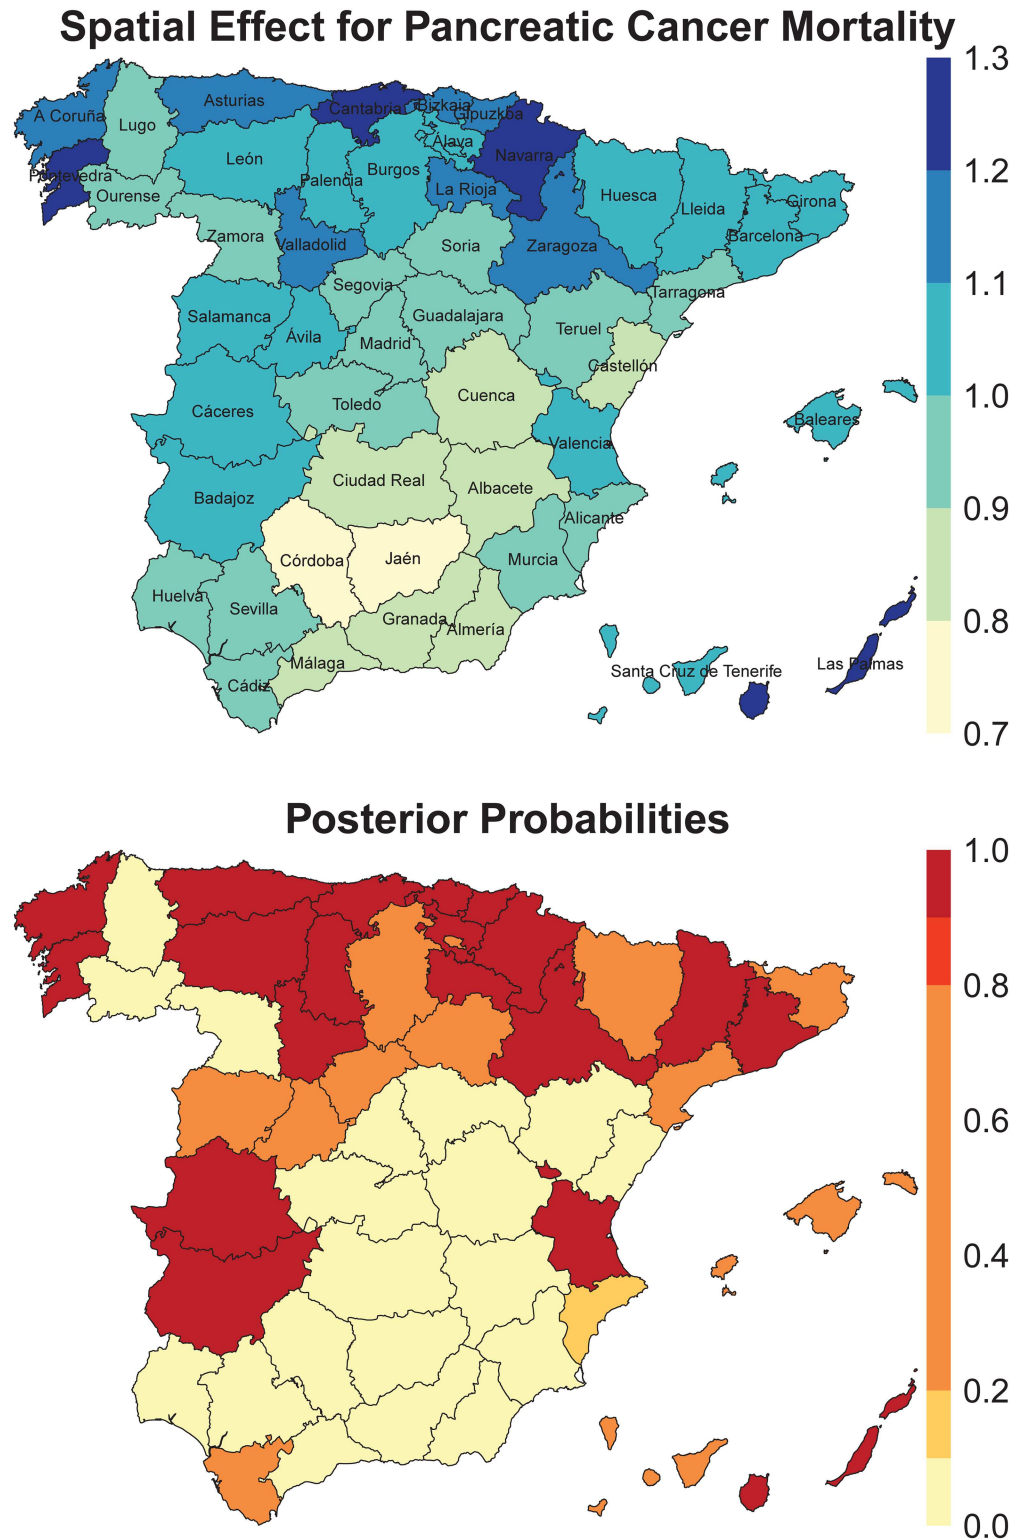 Spatial Effect for Pancreatic Cancer Mortality
1.3
1.2
1.1
1.0
0.9
0.8
0.7
A Coruña
Lugo
Asturias
Cantabria
Bizkaia
Gipuzkoa
Pontevedra
Ourense
León
Palencia
Burgos
Álava
Navarra
La Rioja
Huesca
Lleida
Girona
Barcelona
Zamora
Valladolid
Soria
Zaragoza
Segovia
Tarragona
Salamanca
Ávila
Madrid
Guadalajara
Teruel
Castellón
Cáceres
Toledo
Cuenca
Valencia
Baleares
Badajoz
Ciudad Real
Albacete
Alicante
Córdoba
Jaén
Murcia
Huelva
Sevilla
Granada
Almería
Málaga
Cádiz
Santa Cruz de Tenerife
Las Palmas
Posterior Probabilities
1.0
0.8
0.6
0.4
0.2
0.0